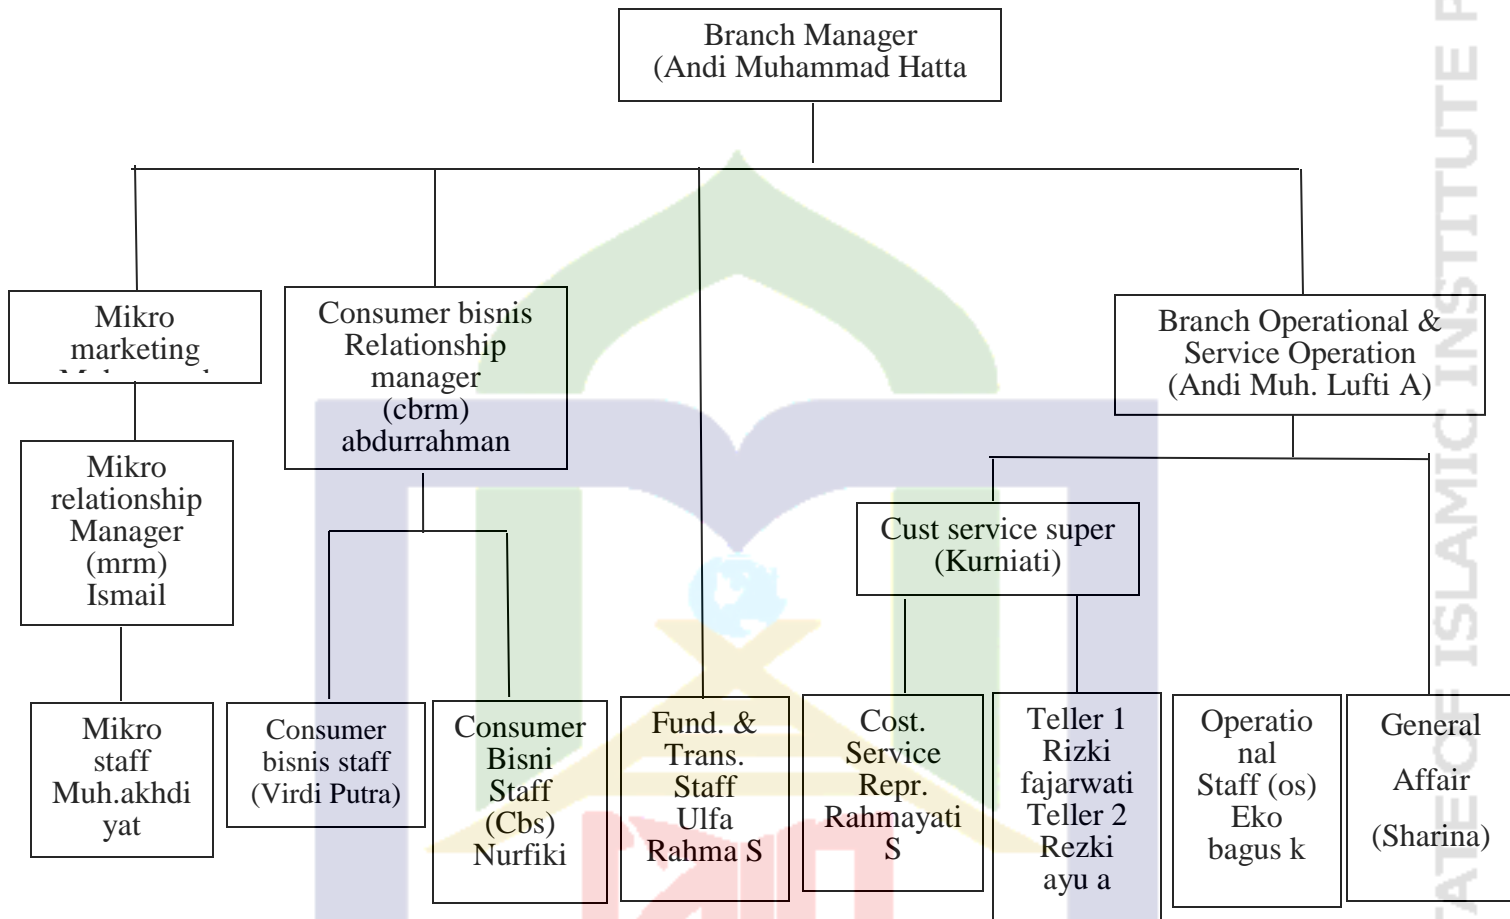 Branch Manager
(Andi Muhammad Hatta
Mikro
marketing
Consumer bisnis
Relationship
manager
(cbrm)
abdurrahman
Branch Operational &
Service Operation
(Andi Muh. Lufti A)
Mikro
relationship
Manager
(mrm)
Ismail
Cust service super
(Kurniati)
Mikro
staff
Muh.akhdi
yat
Consumer
bisnis staff
(Virdi Putra)
Consumer
Bisni
Staff
(Cbs)
Nurfiki
Fund. &
Trans.
Staff
Ulfa
Rahma S
Cost.
Service
Repr.
Rahmayati
S
Teller 1
Rizki
fajarwati
Teller 2
Rezki
ayu a
Operatio
nal
Staff (os)
Eko
bagus k
General
Affair
(Sharina)
OF ISLAMIC INSTITUTE